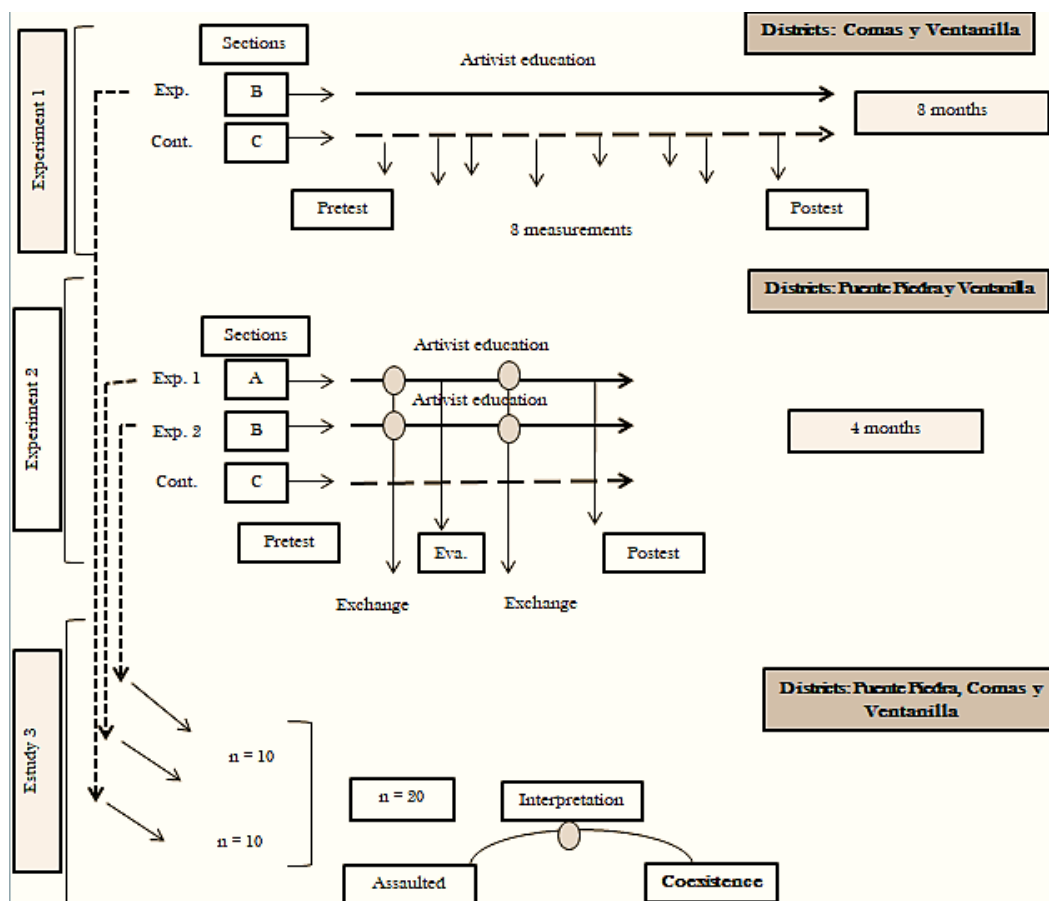 Districts: Comas y Ventanilla
Sections
Artivist education
Experiment 1
Exp.
B
8 months
Cont.
C
Pretest
Postest
8 measurements
Districts: Puente Piedra y Ventanilla
Sections
Artivist education
Experiment 2
Exp. 1
A
Artivist education
Exp. 2
B
4 months
Cont.
C
Pretest
Eva.
Postest
Exchange
Exchange
Districts: Puente Piedra, Comas y
Ventanilla
Estudy 3
n = 10
n = 20
Interpretation
n = 10
Assaulted
Coexistence